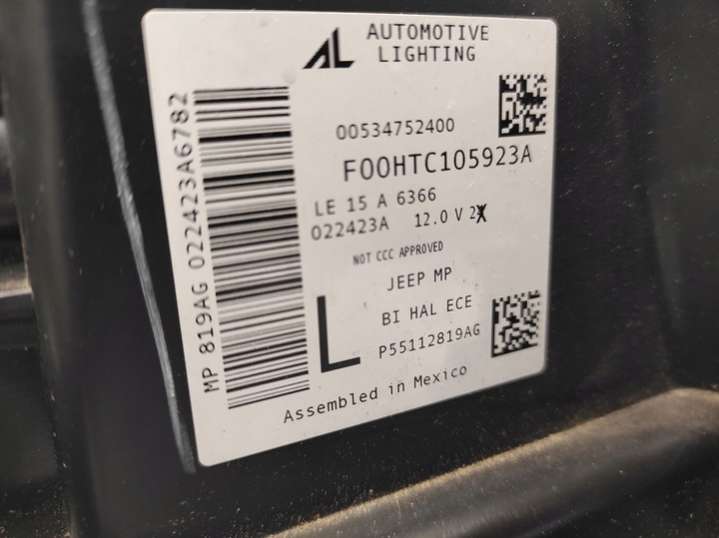 AL AUTOMOTIVE
LIGHTING
00534752400
F00HTC105923A
LE 15 A 6366
022423A 12.0 V
NOT CCC APPROVED
JEEP MP
BI HAL ECE
L
P55112819AG
Assembled in Mexico
MP 819AG 022423A6782